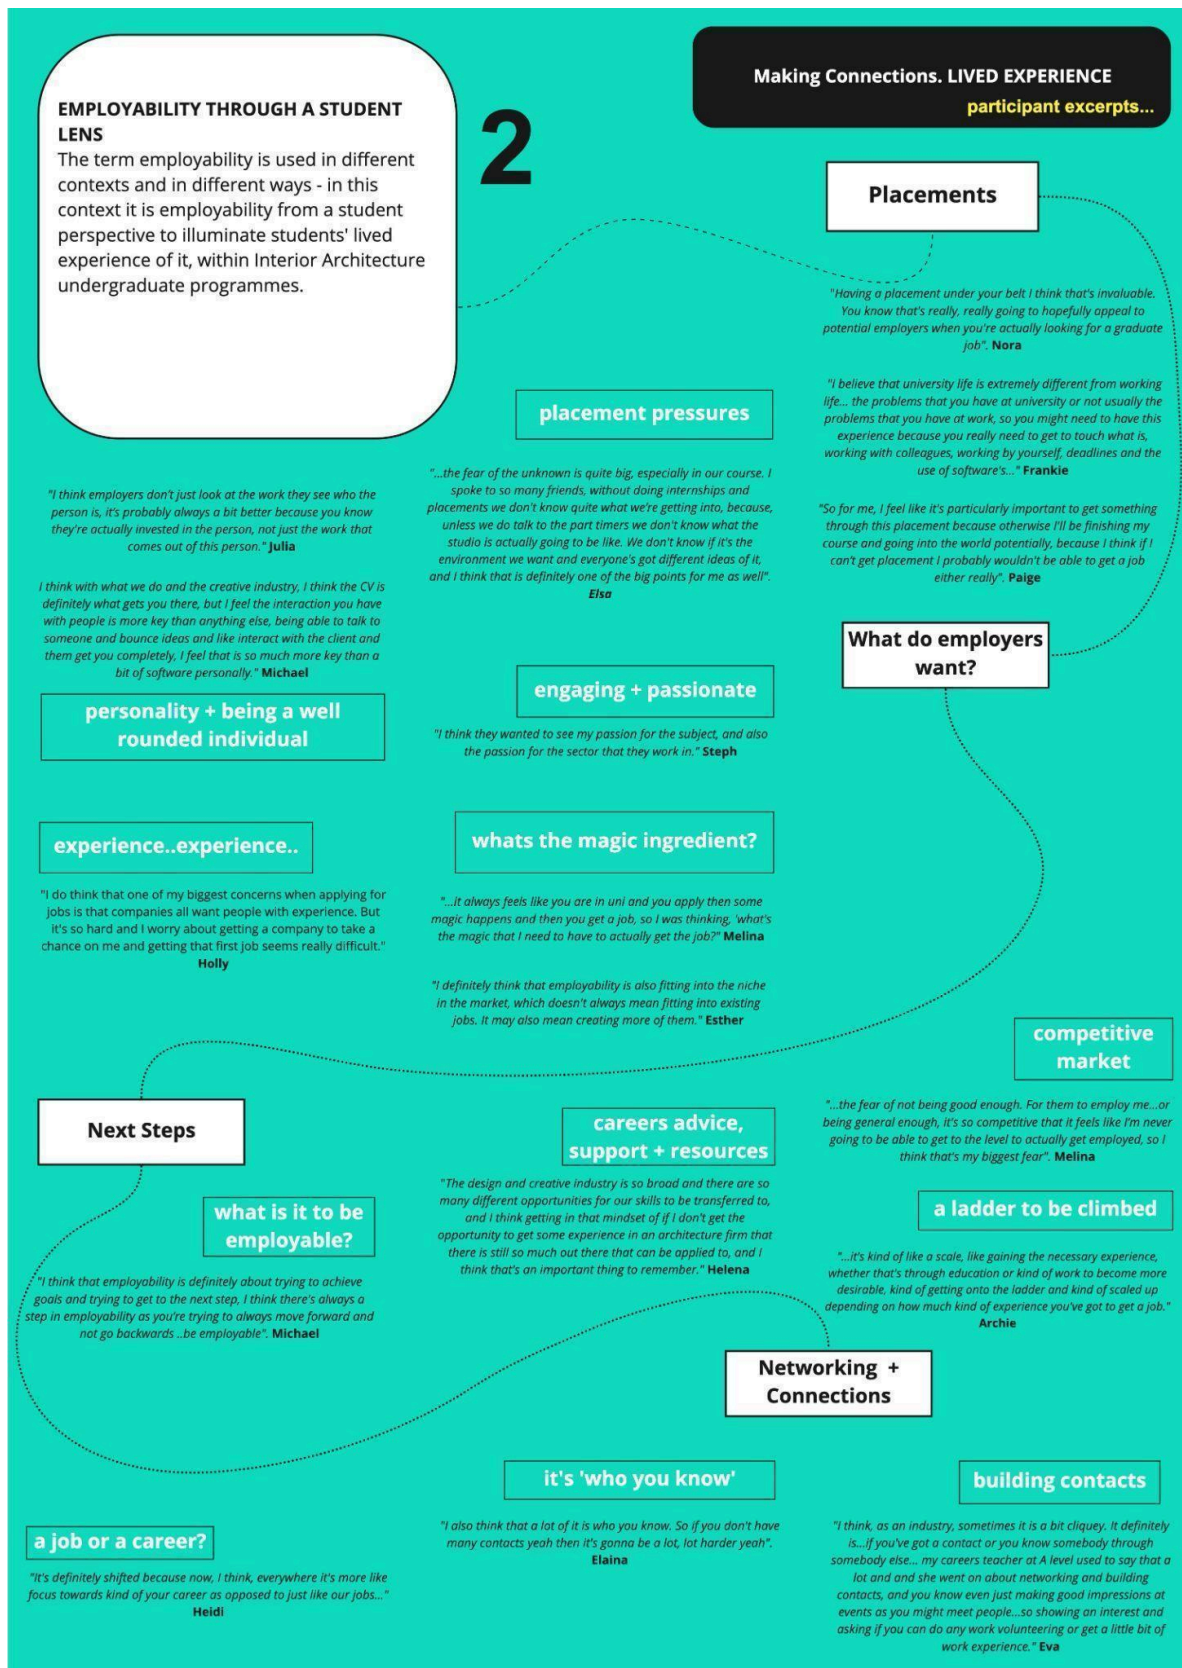 EMPLOYABILITY THROUGH A STUDENT
LENS
The term employability is used in different
contexts and in different ways - in this
context it is employability from a student
perspective to illuminate students' lived
experience of it, within Interior Architecture
undergraduate programmes.
2
Making Connections. LIVED EXPERIENCE
participant excerpts...
Placements
"Having a placement under your belt I think that's invaluable.
You know that's really, really going to hopefully appeal to
potential employers when you're actually looking for a graduate
job". Nora
"I believe that university life is extremely different from working
life... the problems that you have at university or not usually the
problems that you have at work, so you might need to have this
experience because you really need to get to touch what is,
working with colleagues, working by yourself, deadlines and the
use of software's..." Frankie
"So for me, I feel like it's particularly important to get something
through this placement because otherwise I'll be finishing my
course and going into the world potentially, because I think if I
can't get placement I probably wouldn't be able to get a job
either really". Paige
placement pressures
"...the fear of the unknown is quite big, especially in our course. I
spoke to so many friends, without doing internships and
placements we don't know quite what we're getting into, because,
unless we do talk to the part timers we don't know what the
studio is actually going to be like. We don't know if it's the
environment we want and everyone's got different ideas of it,
and I think that is definitely one of the big points for me as well".
Elsa
"I think employers don't just look at the work they see who the
person is, it's probably always a bit better because you know
they're actually invested in the person, not just the work that
comes out of this person." Julia
I think with what we do and the creative industry, I think the CV is
definitely what gets you there, but I feel the interaction you have
with people is more key than anything else, being able to talk to
someone and bounce ideas and like interact with the client and
them get you completely, I feel that is so much more key than a
bit of software personally." Michael
personality + being a well
rounded individual
What do employers
want?
engaging + passionate
"I think they wanted to see my passion for the subject, and also
the passion for the sector that they work in." Steph
experience..experience..
"I do think that one of my biggest concerns when applying for
jobs is that companies all want people with experience. But
it's so hard and I worry about getting a company to take a
chance on me and getting that first job seems really difficult."
Holly
whats the magic ingredient?
"...it always feels like you are in uni and you apply then some
magic happens and then you get a job, so I was thinking, 'what's
the magic that I need to have to actually get the job?" Melina
"I definitely think that employability is also fitting into the niche
in the market, which doesn't always mean fitting into existing
jobs. It may also mean creating more of them." Esther
competitive
market
"...the fear of not being good enough. For them to employ me...or
being general enough, it's so competitive that it feels like I'm never
going to be able to get to the level to actually get employed, so I
think that's my biggest fear". Melina
Next Steps
careers advice,
support + resources
"The design and creative industry is so broad and there are so
many different opportunities for our skills to be transferred to,
and I think getting in that mindset of if I don't get the
opportunity to get some experience in an architecture firm that
there is still so much out there that can be applied to, and I
think that's an important thing to remember." Helena
a ladder to be climbed
"...it's kind of like a scale, like gaining the necessary experience,
whether that's through education or kind of work to become more
desirable, kind of getting onto the ladder and kind of scaled up
depending on how much kind of experience you've got to get a job."
Archie
what is it to be
employable?
"I think that employability is definitely about trying to achieve
goals and trying to get to the next step, I think there's always a
step in employability as you're trying to always move forward and
not go backwards ..be employable". Michael
Networking +
Connections
it's 'who you know'
"I also think that a lot of it is who you know. So if you don't have
many contacts yeah then it's gonna be a lot, lot harder yeah".
Elaina
building contacts
"I think, as an industry, sometimes it is a bit cliquey. It definitely
is...if you've got a contact or you know somebody through
somebody else... my careers teacher at A level used to say that a
lot and and she went on about networking and building
contacts, and you know even just making good impressions at
events as you might meet people...so showing an interest and
asking if you can do any work volunteering or get a little bit of
work experience." Eva
a job or a career?
"It's definitely shifted because now, I think, everywhere it's more like
focus towards kind of your career as opposed to just like our jobs..."
Heidi